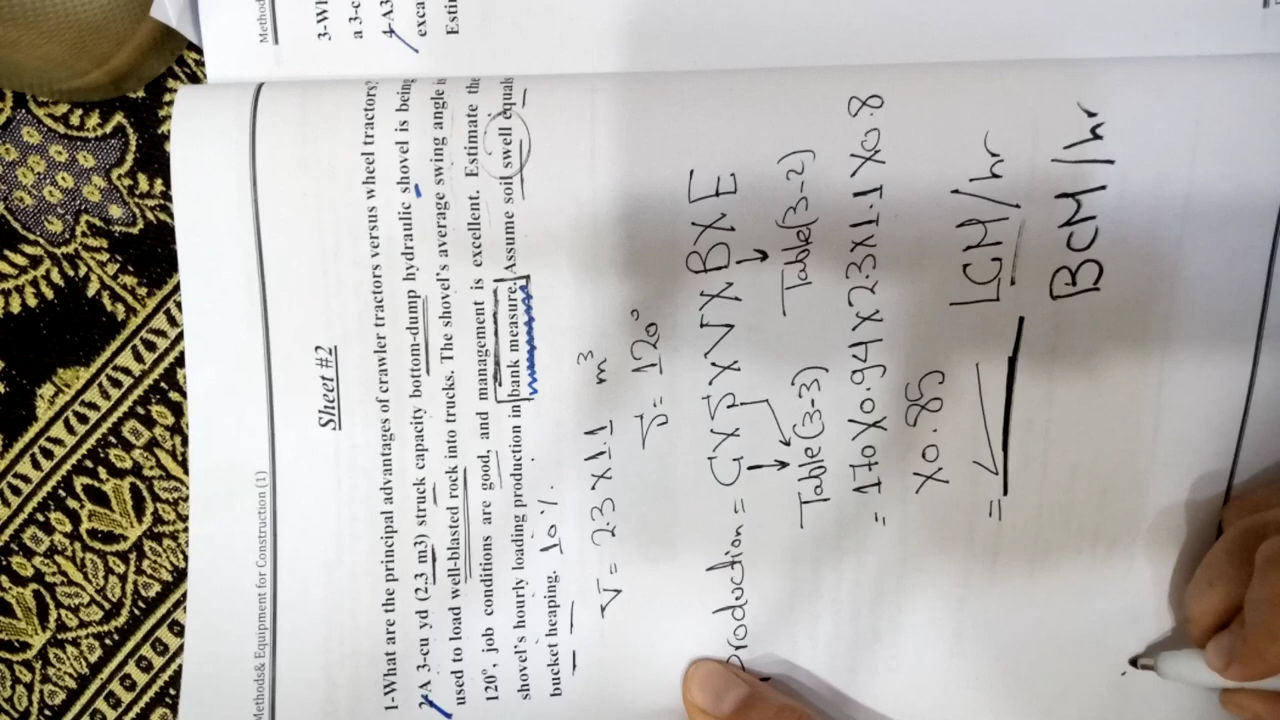 Method
3-Wh
a 3-c
4-A3
exca
Esti
Methods& Equipment for Construction (1)
Sheet #2
1-What are the principal advantages of crawler tractors versus wheel tractors?
2-A 3-cu yd (2.3 m3) struck capacity bottom-dump hydraulic shovel is being
used to load well-blasted rock into trucks. The shovel's average swing angle is
120°, job conditions are good, and management is excellent. Estimate the
shovel's hourly loading production in bank measure. Assume soil swell equals
bucket heaping. 10%.
V = 2.3 X 1.1 m³
S = 120°
production = C X S X V X B X E
Table (3-3) Table (3-2)
= 170 X 0.94 X 2.3 X 1.1 X 0.8
X 0.85
= LCM/hr
BCM/hr